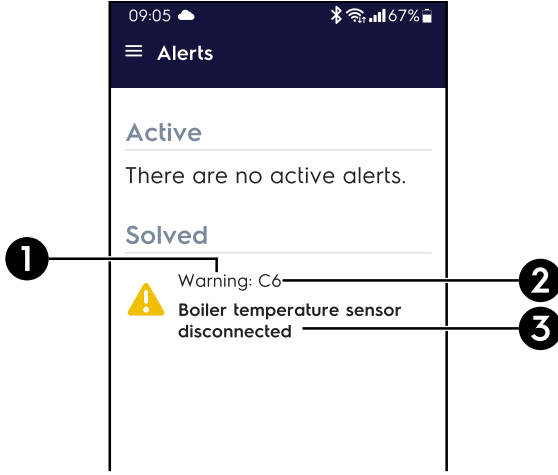 09:05 67%
Alerts
Active
There are no active alerts.
Solved
1
Warning: C6
2
Boiler temperature sensor
disconnected
3